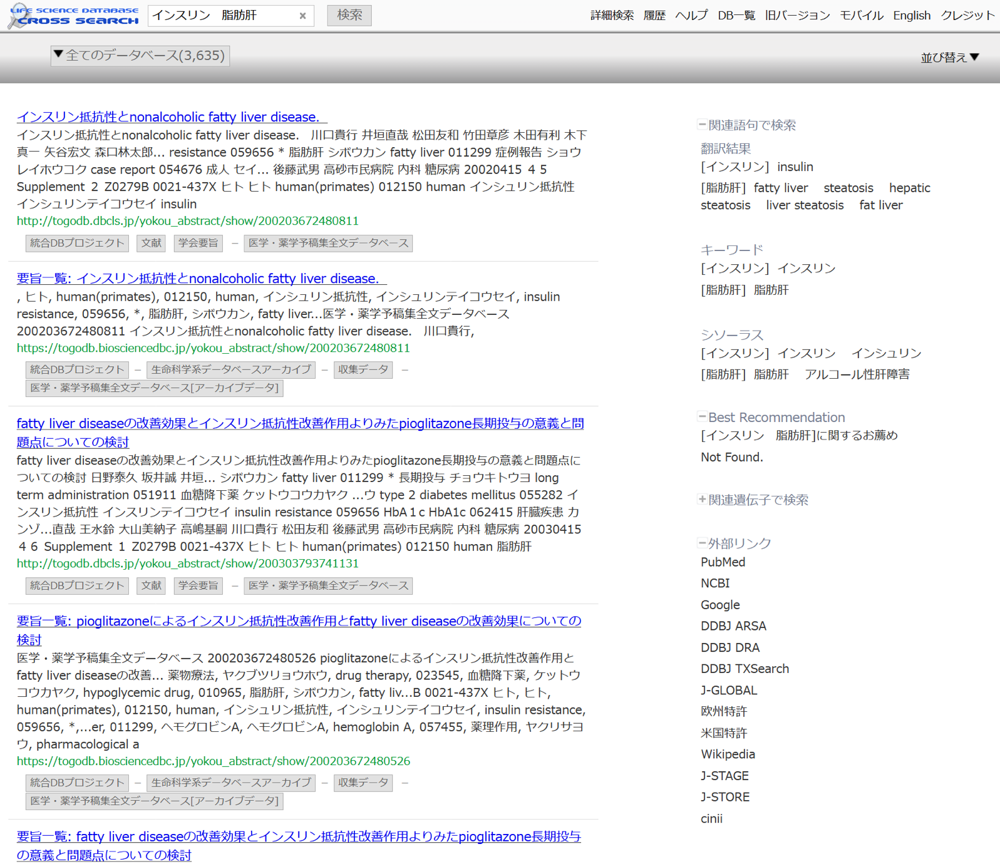 LIFE SCIENCE DATABASE
CROSS SEARCH
インスリン　脂肪肝
×
検索
詳細検索 履歴 ヘルプ DB一覧 旧バージョン モバイル English クレジット
▼全てのデータベース(3,635)
並び替え▼
インスリン抵抗性とnonalcoholic fatty liver disease.
インスリン抵抗性とnonalcoholic fatty liver disease.　川口貴行 井垣直哉 松田友和 竹田章彦 木田有利 木下
真一 矢谷宏文 森口林太郎... resistance 059656 * 脂肪肝 シボウカン fatty liver 011299 症例報告 ショウ
レイホウコク case report 054676 成人 セイ... 後藤武男 高砂市民病院 内科 糖尿病 20020415 ４５
Supplement ２ Z0279B 0021-437X ヒト ヒト human(primates) 012150 human インシュリン抵抗性
インシュリンテイコウセイ insulin
http://togodb.dbcls.jp/yokou_abstract/show/200203672480811
統合DBプロジェクト 文献 学会要旨 － 医学・薬学予稿集全文データベース
要旨一覧: インスリン抵抗性とnonalcoholic fatty liver disease.
, ヒト, human(primates), 012150, human, インシュリン抵抗性, インシュリンテイコウセイ, insulin
resistance, 059656, *, 脂肪肝, シボウカン, fatty liver...医学・薬学予稿集全文データベース
200203672480811 インスリン抵抗性とnonalcoholic fatty liver disease.　川口貴行,
https://togodb.biosciencedbc.jp/yokou_abstract/show/200203672480811
統合DBプロジェクト － 生命科学系データベースアーカイブ － 収集データ －
医学・薬学予稿集全文データベース[アーカイブデータ]
fatty liver diseaseの改善効果とインスリン抵抗性改善作用よりみたpioglitazone長期投与の意義と問
題点についての検討
fatty liver diseaseの改善効果とインスリン抵抗性改善作用よりみたpioglitazone長期投与の意義と問題点に
ついての検討 日野泰久 坂井誠 井垣... シボウカン fatty liver 011299 * 長期投与 チョウキトウヨ long
term administration 051911 血糖降下薬 ケットウコウカヤク ...ウ type 2 diabetes mellitus 055282 イ
ンスリン抵抗性 インスリンテイコウセイ insulin resistance 059656 HbA１c HbA1c 062415 肝臓疾患 カ
ンゾ...直哉 王水鈴 大山美納子 高嶋基嗣 川口貴行 松田友和 後藤武男 高砂市民病院 内科 糖尿病 20030415
４６ Supplement １ Z0279B 0021-437X ヒト ヒト human(primates) 012150 human 脂肪肝
http://togodb.dbcls.jp/yokou_abstract/show/200303793741131
統合DBプロジェクト 文献 学会要旨 － 医学・薬学予稿集全文データベース
要旨一覧: pioglitazoneによるインスリン抵抗性改善作用とfatty liver diseaseの改善効果についての
検討
医学・薬学予稿集全文データベース 200203672480526 pioglitazoneによるインスリン抵抗性改善作用と
fatty liver diseaseの改善... 薬物療法, ヤクブツリョウホウ, drug therapy, 023545, 血糖降下薬, ケットウ
コウカヤク, hypoglycemic drug, 010965, 脂肪肝, シボウカン, fatty liv...B 0021-437X ヒト, ヒト,
human(primates), 012150, human, インシュリン抵抗性, インシュリンテイコウセイ, insulin resistance,
059656, *,...er, 011299, ヘモグロビンA, ヘモグロビンA, hemoglobin A, 057455, 薬理作用, ヤクリサヨ
ウ, pharmacological a
https://togodb.biosciencedbc.jp/yokou_abstract/show/200203672480526
統合DBプロジェクト － 生命科学系データベースアーカイブ － 収集データ －
医学・薬学予稿集全文データベース[アーカイブデータ]
要旨一覧: fatty liver diseaseの改善効果とインスリン抵抗性改善作用よりみたpioglitazone長期投与
の意義と問題点についての検討
関連語句で検索
翻訳結果
[インスリン] insulin
[脂肪肝] fatty liver　steatosis　hepatic
steatosis　liver steatosis　fat liver
キーワード
[インスリン] インスリン
[脂肪肝] 脂肪肝
シソーラス
[インスリン] インスリン　インシュリン
[脂肪肝] 脂肪肝　アルコール性肝障害
Best Recommendation
[インスリン　脂肪肝]に関するお薦め
Not Found.
関連遺伝子で検索
外部リンク
PubMed
NCBI
Google
DDBJ ARSA
DDBJ DRA
DDBJ TXSearch
J-GLOBAL
欧州特許
米国特許
Wikipedia
J-STAGE
J-STORE
cinii